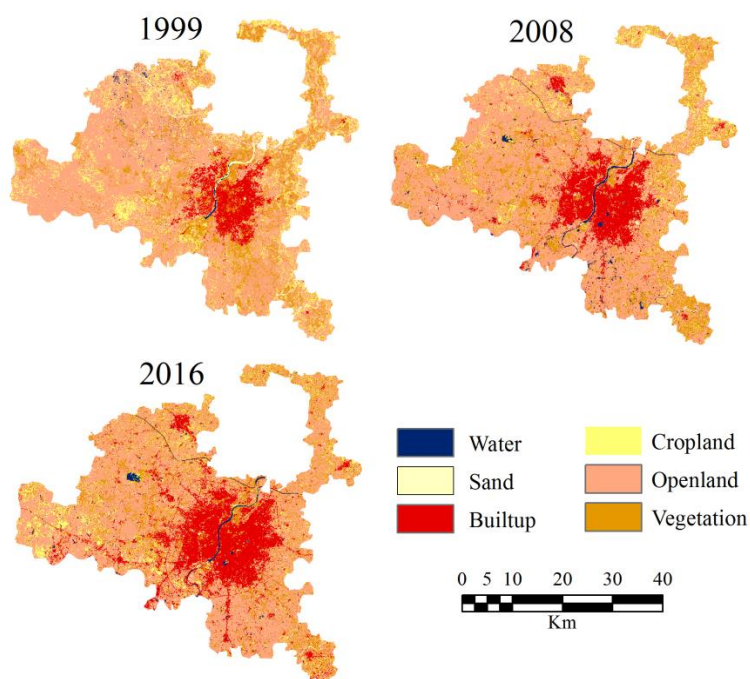 1999
2008
2016
Water
Cropland
Sand
Openland
Builtup
Vegetation
0 5 10 20 30 40
Km